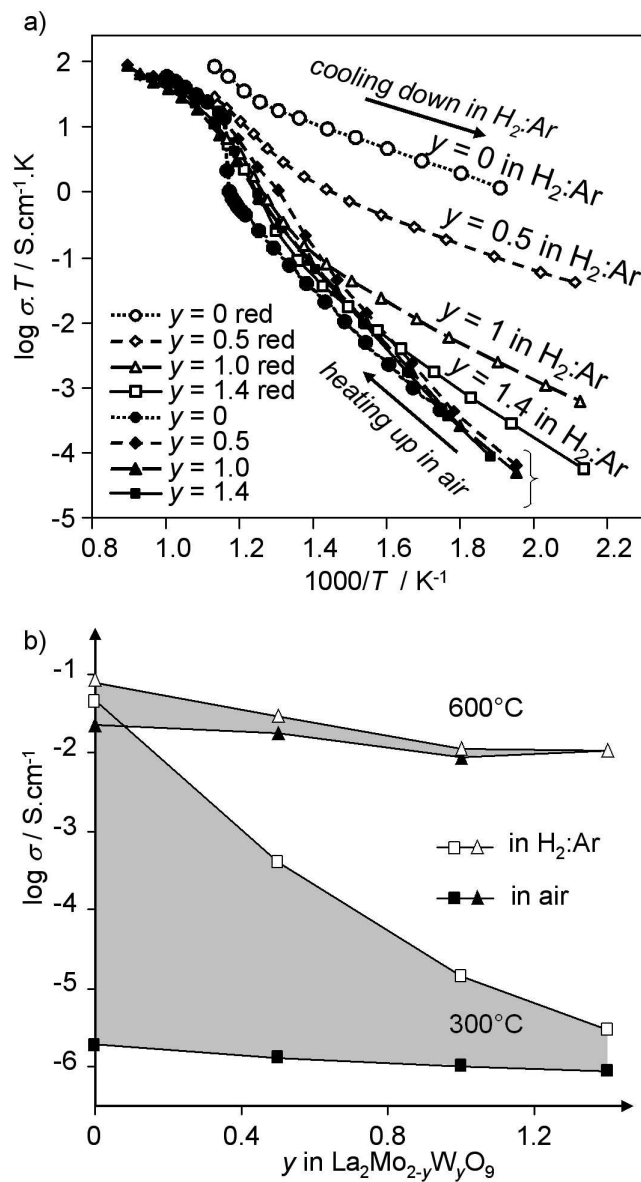 a)
log σ.T / S.cm⁻¹.K
2
1
0
-1
-2
-3
-4
-5
cooling down in H₂:Ar
y = 0 in H₂:Ar
y = 0.5 in H₂:Ar
y = 1 in H₂:Ar
y = 1.4 in H₂:Ar
heating up in air
y = 0 red
y = 0.5 red
y = 1.0 red
y = 1.4 red
y = 0
y = 0.5
y = 1.0
y = 1.4
0.8 1.0 1.2 1.4 1.6 1.8 2.0 2.2
1000/T / K⁻¹
b)
log σ / S.cm⁻¹
-1
-2
-3
-4
-5
-6
600°C
in H₂:Ar
in air
300°C
0 0.4 0.8 1.2
y in La₂Mo₂₋yWyO₉